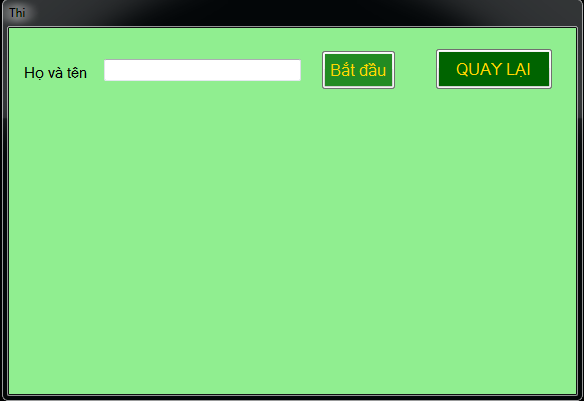 Thi
Họ và tên
Bắt đầu
QUAY LẠI